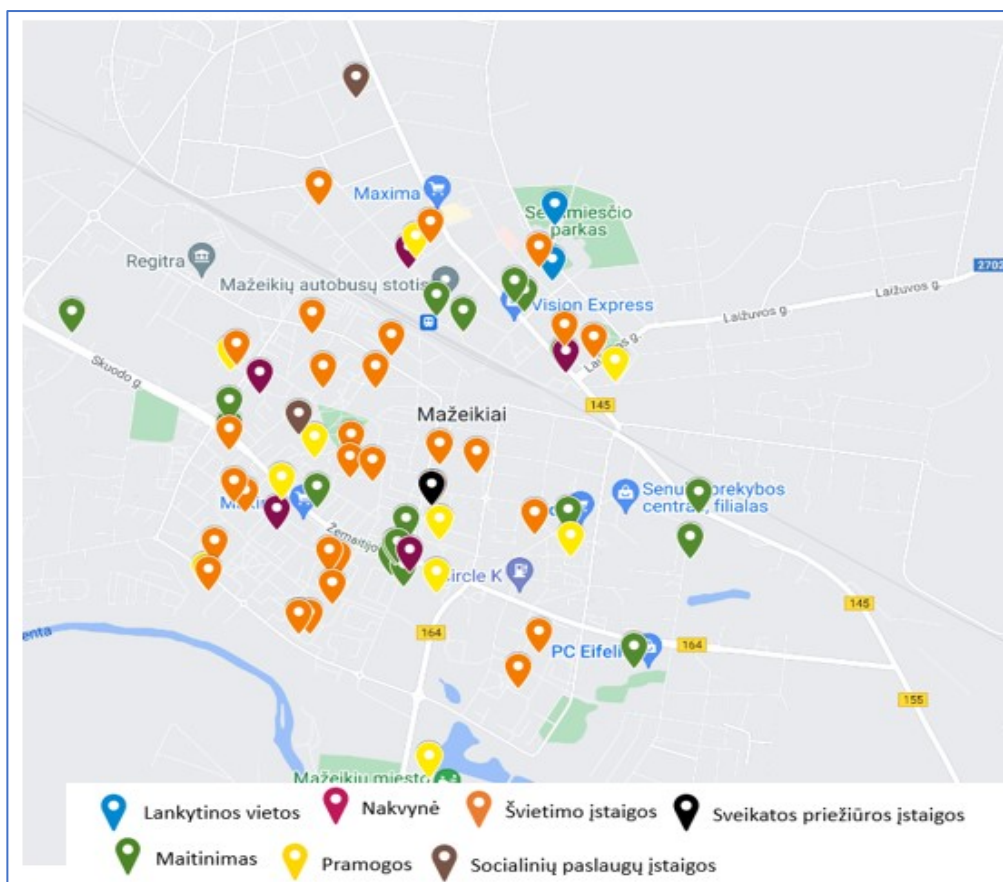 Maxima
Senamiesčio
parkas
Regitra
Mažeikių autobusų stotis
2702
Laižuvos g.
Laižuvos g.
Vision Express
Skuodo g.
145
Mažeikiai
Senukų prekybos
centras, filialas
Žemaitijos
Circle K
145
164
PC Eifelis
164
155
Venta
Mažeikių miesto
Lankytinos vietos
Nakvynė
Švietimo įstaigos
Sveikatos priežiūros įstaigos
Maitinimas
Pramogos
Socialinių paslaugų įstaigos